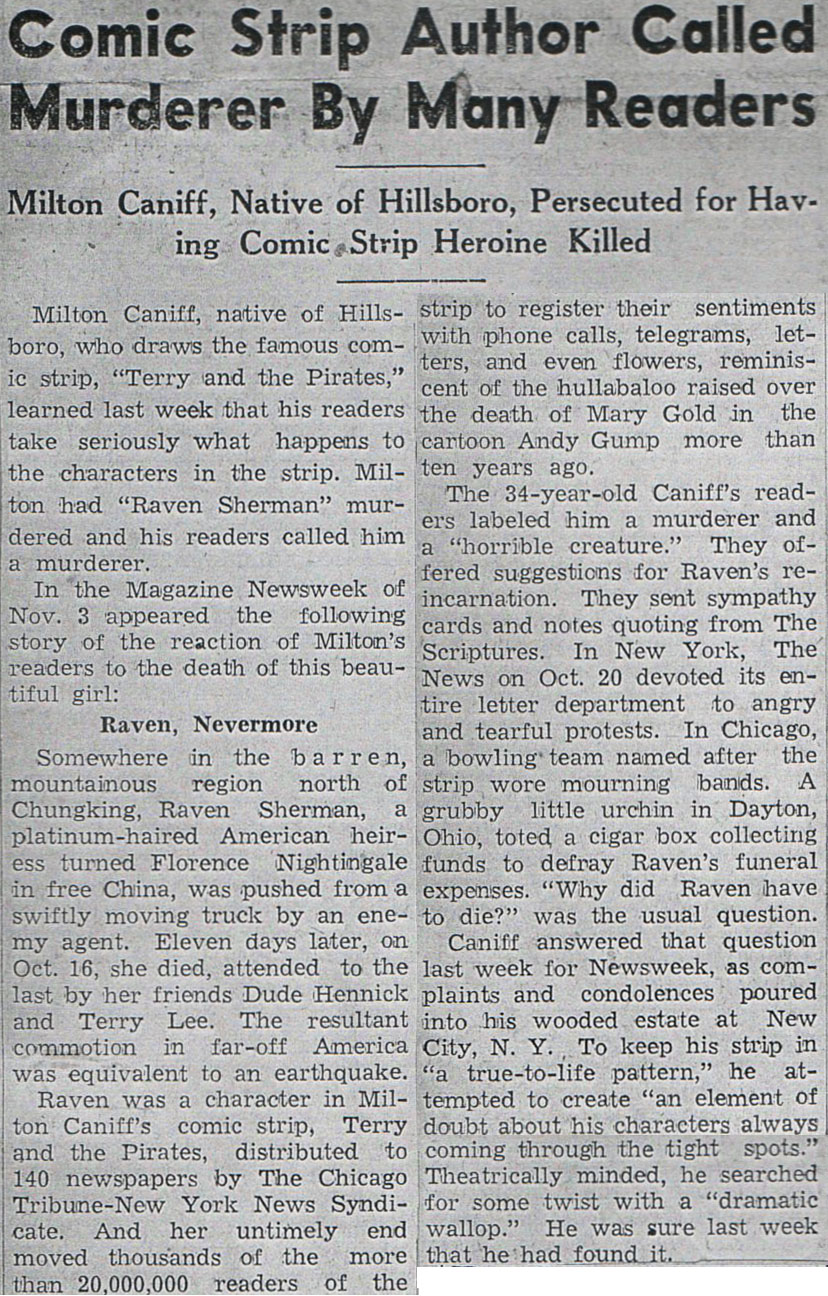 Comic Strip Author Called
Murderer By Many Readers
Milton Caniff, Native of Hillsboro, Persecuted for Hav-
ing Comic Strip Heroine Killed
Milton Caniff, native of Hills-
boro, who draws the famous com-
ic strip, “Terry and the Pirates,”
learned last week that his readers
take seriously what happens to
the characters in the strip. Mil-
ton had “Raven Sherman” mur-
dered and his readers called him
a murderer.
In the Magazine Newsweek of
Nov. 3 appeared the following
story of the reaction of Milton’s
readers to the death of this beau-
tiful girl:
Raven, Nevermore
Somewhere in the barren,
mountainous region north of
Chungking, Raven Sherman, a
platinum-haired American heir-
ess turned Florence Nightingale
in free China, was pushed from a
swiftly moving truck by an ene-
my agent. Eleven days later, on
Oct. 16, she died, attended to the
last by her friends Dude Hennick
and Terry Lee. The resultant
commotion in far-off America
was equivalent to an earthquake.
Raven was a character in Mil-
ton Caniff’s comic strip, Terry
and the Pirates, distributed to
140 newspapers by The Chicago
Tribune-New York News Syndi-
cate. And her untimely end
moved thousands of the more
than 20,000,000 readers of the
strip to register their sentiments
with phone calls, telegrams, let-
ters, and even flowers, reminis-
cent of the hullabaloo raised over
the death of Mary Gold in the
cartoon Andy Gump more than
ten years ago.
The 34-year-old Caniff’s read-
ers labeled him a murderer and
a “horrible creature.” They of-
fered suggestions for Raven’s re-
incarnation. They sent sympathy
cards and notes quoting from The
Scriptures. In New York, The
News on Oct. 20 devoted its en-
tire letter department to angry
and tearful protests. In Chicago,
a bowling team named after the
strip wore mourning bands. A
grubby little urchin in Dayton,
Ohio, toted a cigar box collecting
funds to defray Raven’s funeral
expenses. “Why did Raven have
to die?” was the usual question.
Caniff answered that question
last week for Newsweek, as com-
plaints and condolences poured
into his wooded estate at New
City, N. Y. To keep his strip in
“a true-to-life pattern,” he at-
tempted to create “an element of
doubt about his characters always
coming through the tight spots.”
Theatrically minded, he searched
for some twist with a “dramatic
wallop.” He was sure last week
that he had found it.